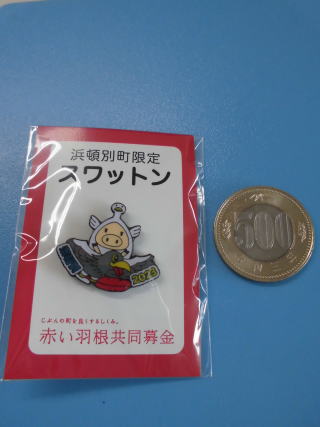 浜頓別町限定
スワットン
2024
じぶんの町を良くするしくみ。
赤い羽根共同募金
500